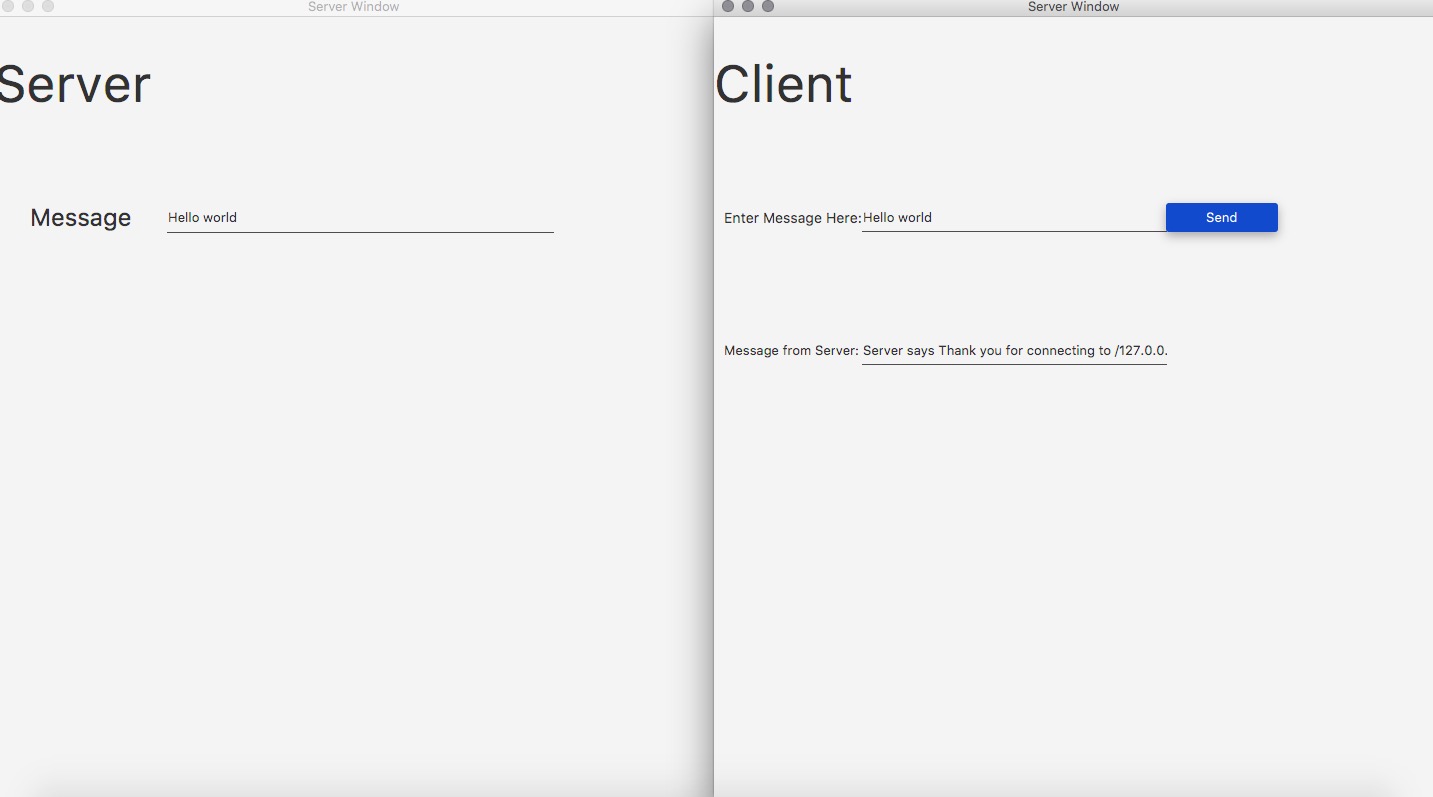 Server Window
Server
Message
Hello world
Server Window
Client
Enter Message Here:
Hello world
Send
Message from Server:
Server says Thank you for connecting to /127.0.0.